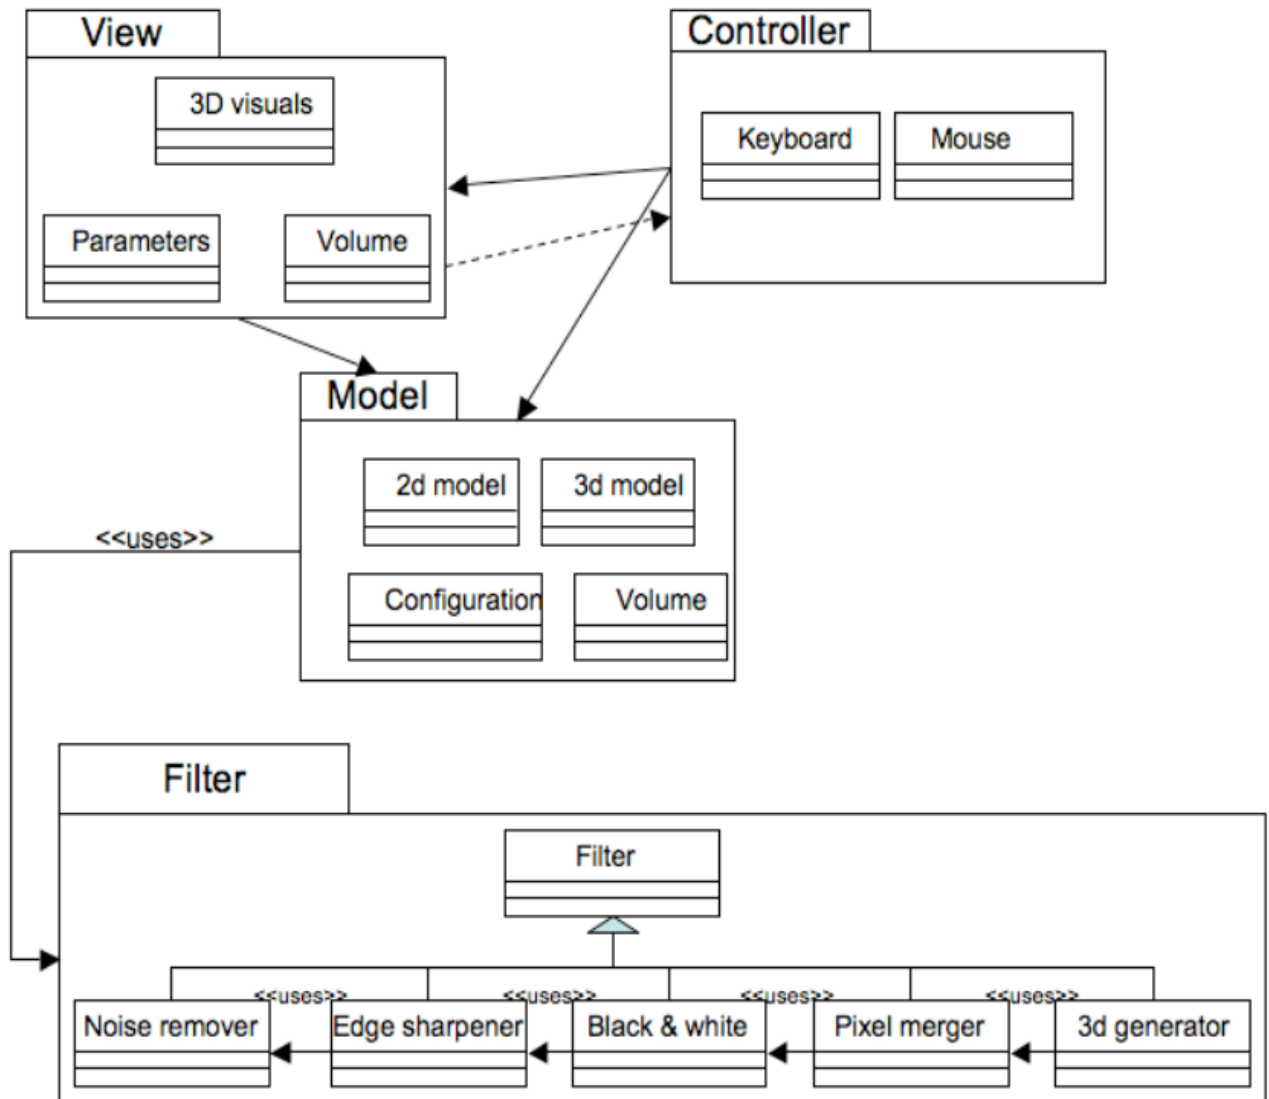 View
Controller
3D visuals
Keyboard
Mouse
Parameters
Volume
Model
2d model
3d model
<<uses>>
Configuration
Volume
Filter
Filter
<<uses>>
<<uses>>
<<uses>>
<<uses>>
Noise remover
Edge sharpener
Black & white
Pixel merger
3d generator